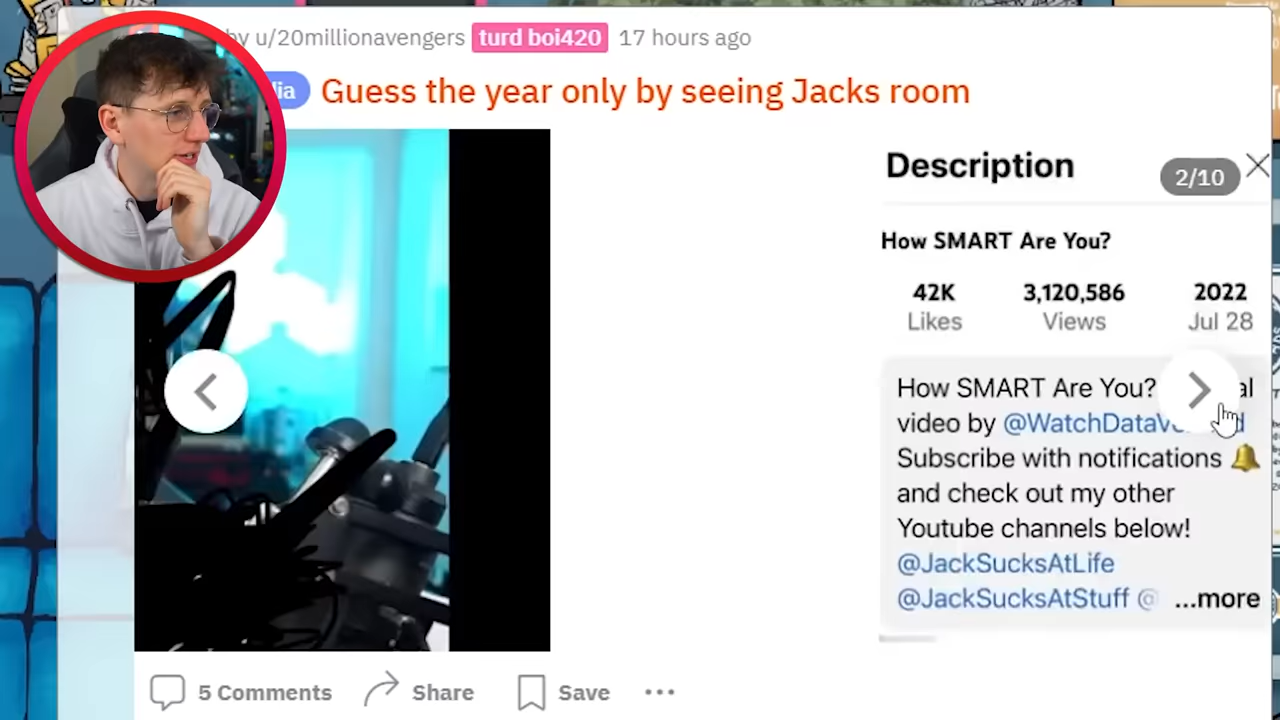 by u/20millionavengers turd boi420 17 hours ago
Guess the year only by seeing Jacks room
Description
2/10
How SMART Are You?
42K 3,120,586 2022
Likes Views Jul 28
How SMART Are You?
video by
Subscribe with notifications 🔔
and check out my other
Youtube channels below!
@JackSucksAtLife
@JackSucksAtStuff @ ...more
5 Comments Share Save